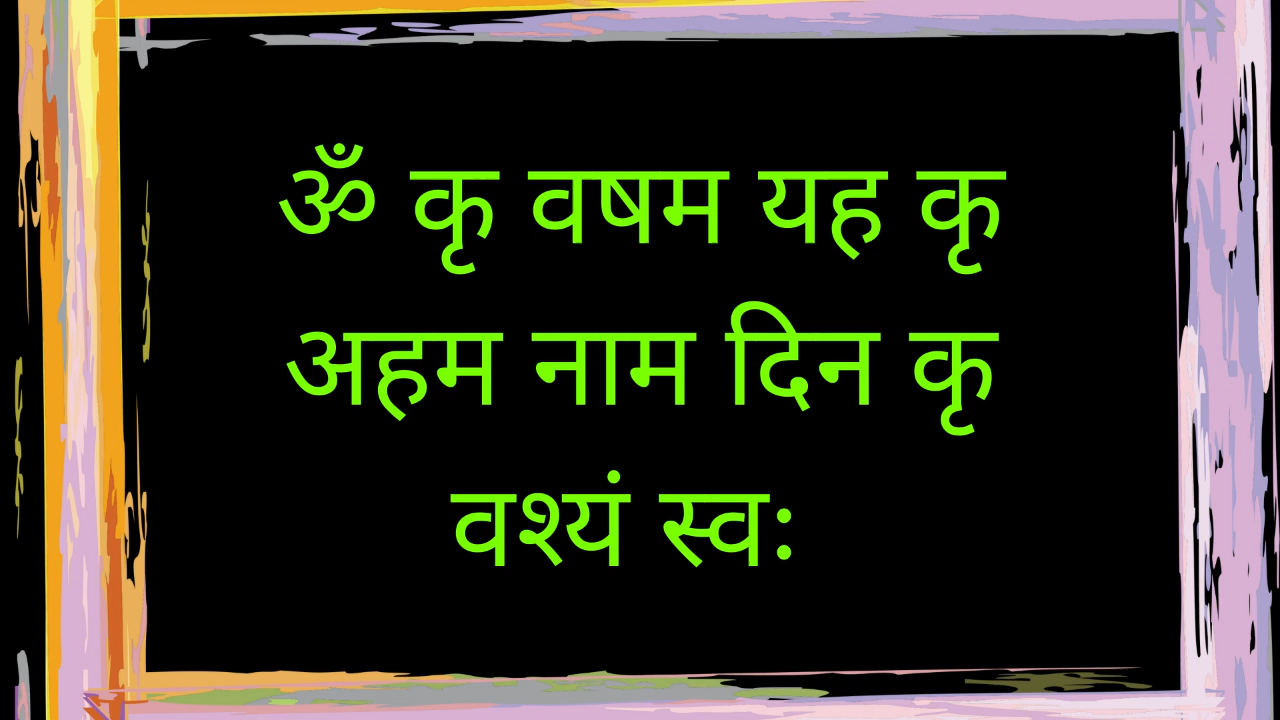 ॐ कृ वषम यह कृ
अहम नाम दिन कृ
वश्यं स्वः